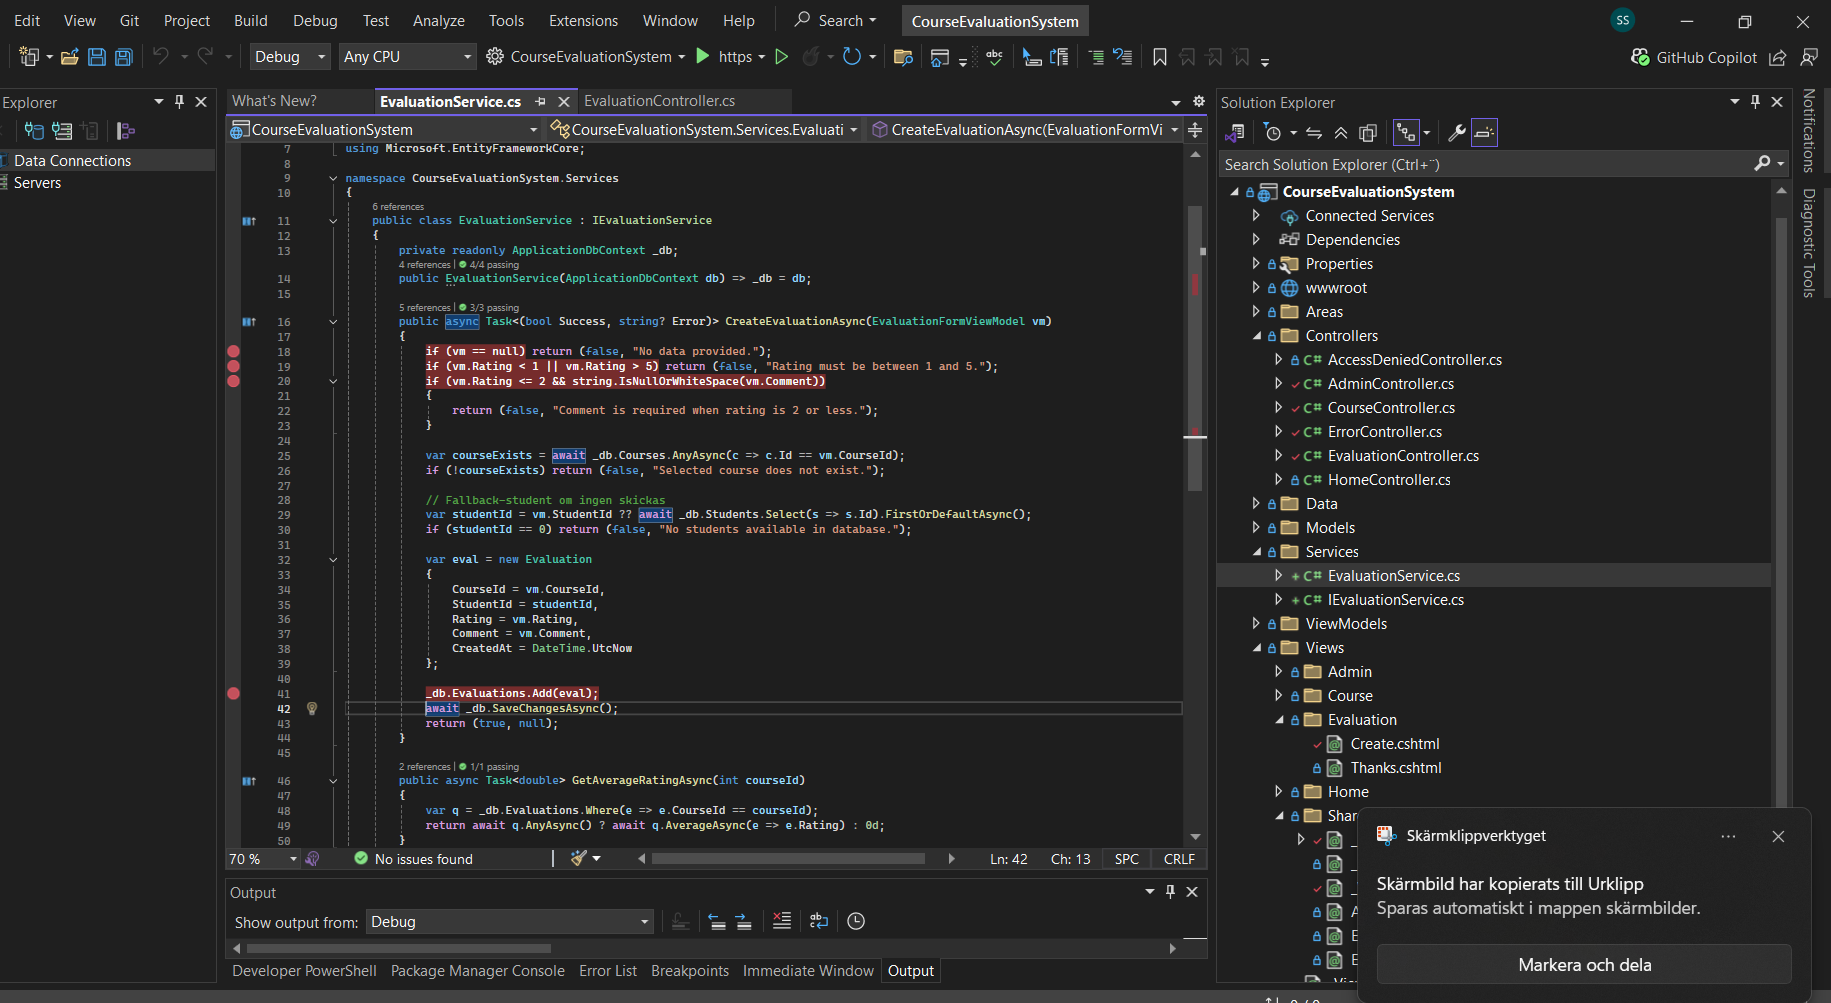 Edit View Git Project Build Debug Test Analyze Tools Extensions Window Help Search CourseEvaluationSystem SS
Debug Any CPU CourseEvaluationSystem https abc GitHub Copilot
Explorer
Data Connections
Servers
What's New? EvaluationService.cs EvaluationController.cs
CourseEvaluationSystem CourseEvaluationSystem.Services.Evaluati CreateEvaluationAsync(EvaluationFormVi
7 using Microsoft.EntityFrameworkCore;
8
9 namespace CourseEvaluationSystem.Services
10 {
6 references
11 public class EvaluationService : IEvaluationService
12 {
13 private readonly ApplicationDbContext _db;
4 references | 4/4 passing
14 public EvaluationService(ApplicationDbContext db) => _db = db;
15
5 references | 3/3 passing
16 public async Task<(bool Success, string? Error)> CreateEvaluationAsync(EvaluationFormViewModel vm)
17 {
18 if (vm == null) return (false, "No data provided.");
19 if (vm.Rating < 1 || vm.Rating > 5) return (false, "Rating must be between 1 and 5.");
20 if (vm.Rating <= 2 && string.IsNullOrWhiteSpace(vm.Comment))
21 {
22 return (false, "Comment is required when rating is 2 or less.");
23 }
24
25 var courseExists = await _db.Courses.AnyAsync(c => c.Id == vm.CourseId);
26 if (!courseExists) return (false, "Selected course does not exist.");
27
28 // Fallback-student om ingen skickas
29 var studentId = vm.StudentId ?? await _db.Students.Select(s => s.Id).FirstOrDefaultAsync();
30 if (studentId == 0) return (false, "No students available in database.");
31
32 var eval = new Evaluation
33 {
34 CourseId = vm.CourseId,
35 StudentId = studentId,
36 Rating = vm.Rating,
37 Comment = vm.Comment,
38 CreatedAt = DateTime.UtcNow
39 };
40
41 _db.Evaluations.Add(eval);
42 await _db.SaveChangesAsync();
43 return (true, null);
44 }
45
2 references | 1/1 passing
46 public async Task<double> GetAverageRatingAsync(int courseId)
47 {
48 var q = _db.Evaluations.Where(e => e.CourseId == courseId);
49 return await q.AnyAsync() ? await q.AverageAsync(e => e.Rating) : 0d;
50 }
70 % No issues found Ln: 42 Ch: 13 SPC CRLF
Output
Show output from: Debug
Developer PowerShell Package Manager Console Error List Breakpoints Immediate Window Output
Solution Explorer
Search Solution Explorer (Ctrl+¨)
CourseEvaluationSystem
Connected Services
Dependencies
Properties
wwwroot
Areas
Controllers
C# AccessDeniedController.cs
C# AdminController.cs
C# CourseController.cs
C# ErrorController.cs
C# EvaluationController.cs
C# HomeController.cs
Data
Models
Services
C# EvaluationService.cs
C# IEvaluationService.cs
ViewModels
Views
Admin
Course
Evaluation
Create.cshtml
Thanks.cshtml
Home
Shar
Notifications
Diagnostic Tools
Skärmklippverktyget
Skärmbild har kopierats till Urklipp
Sparas automatiskt i mappen skärmbilder.
Markera och dela